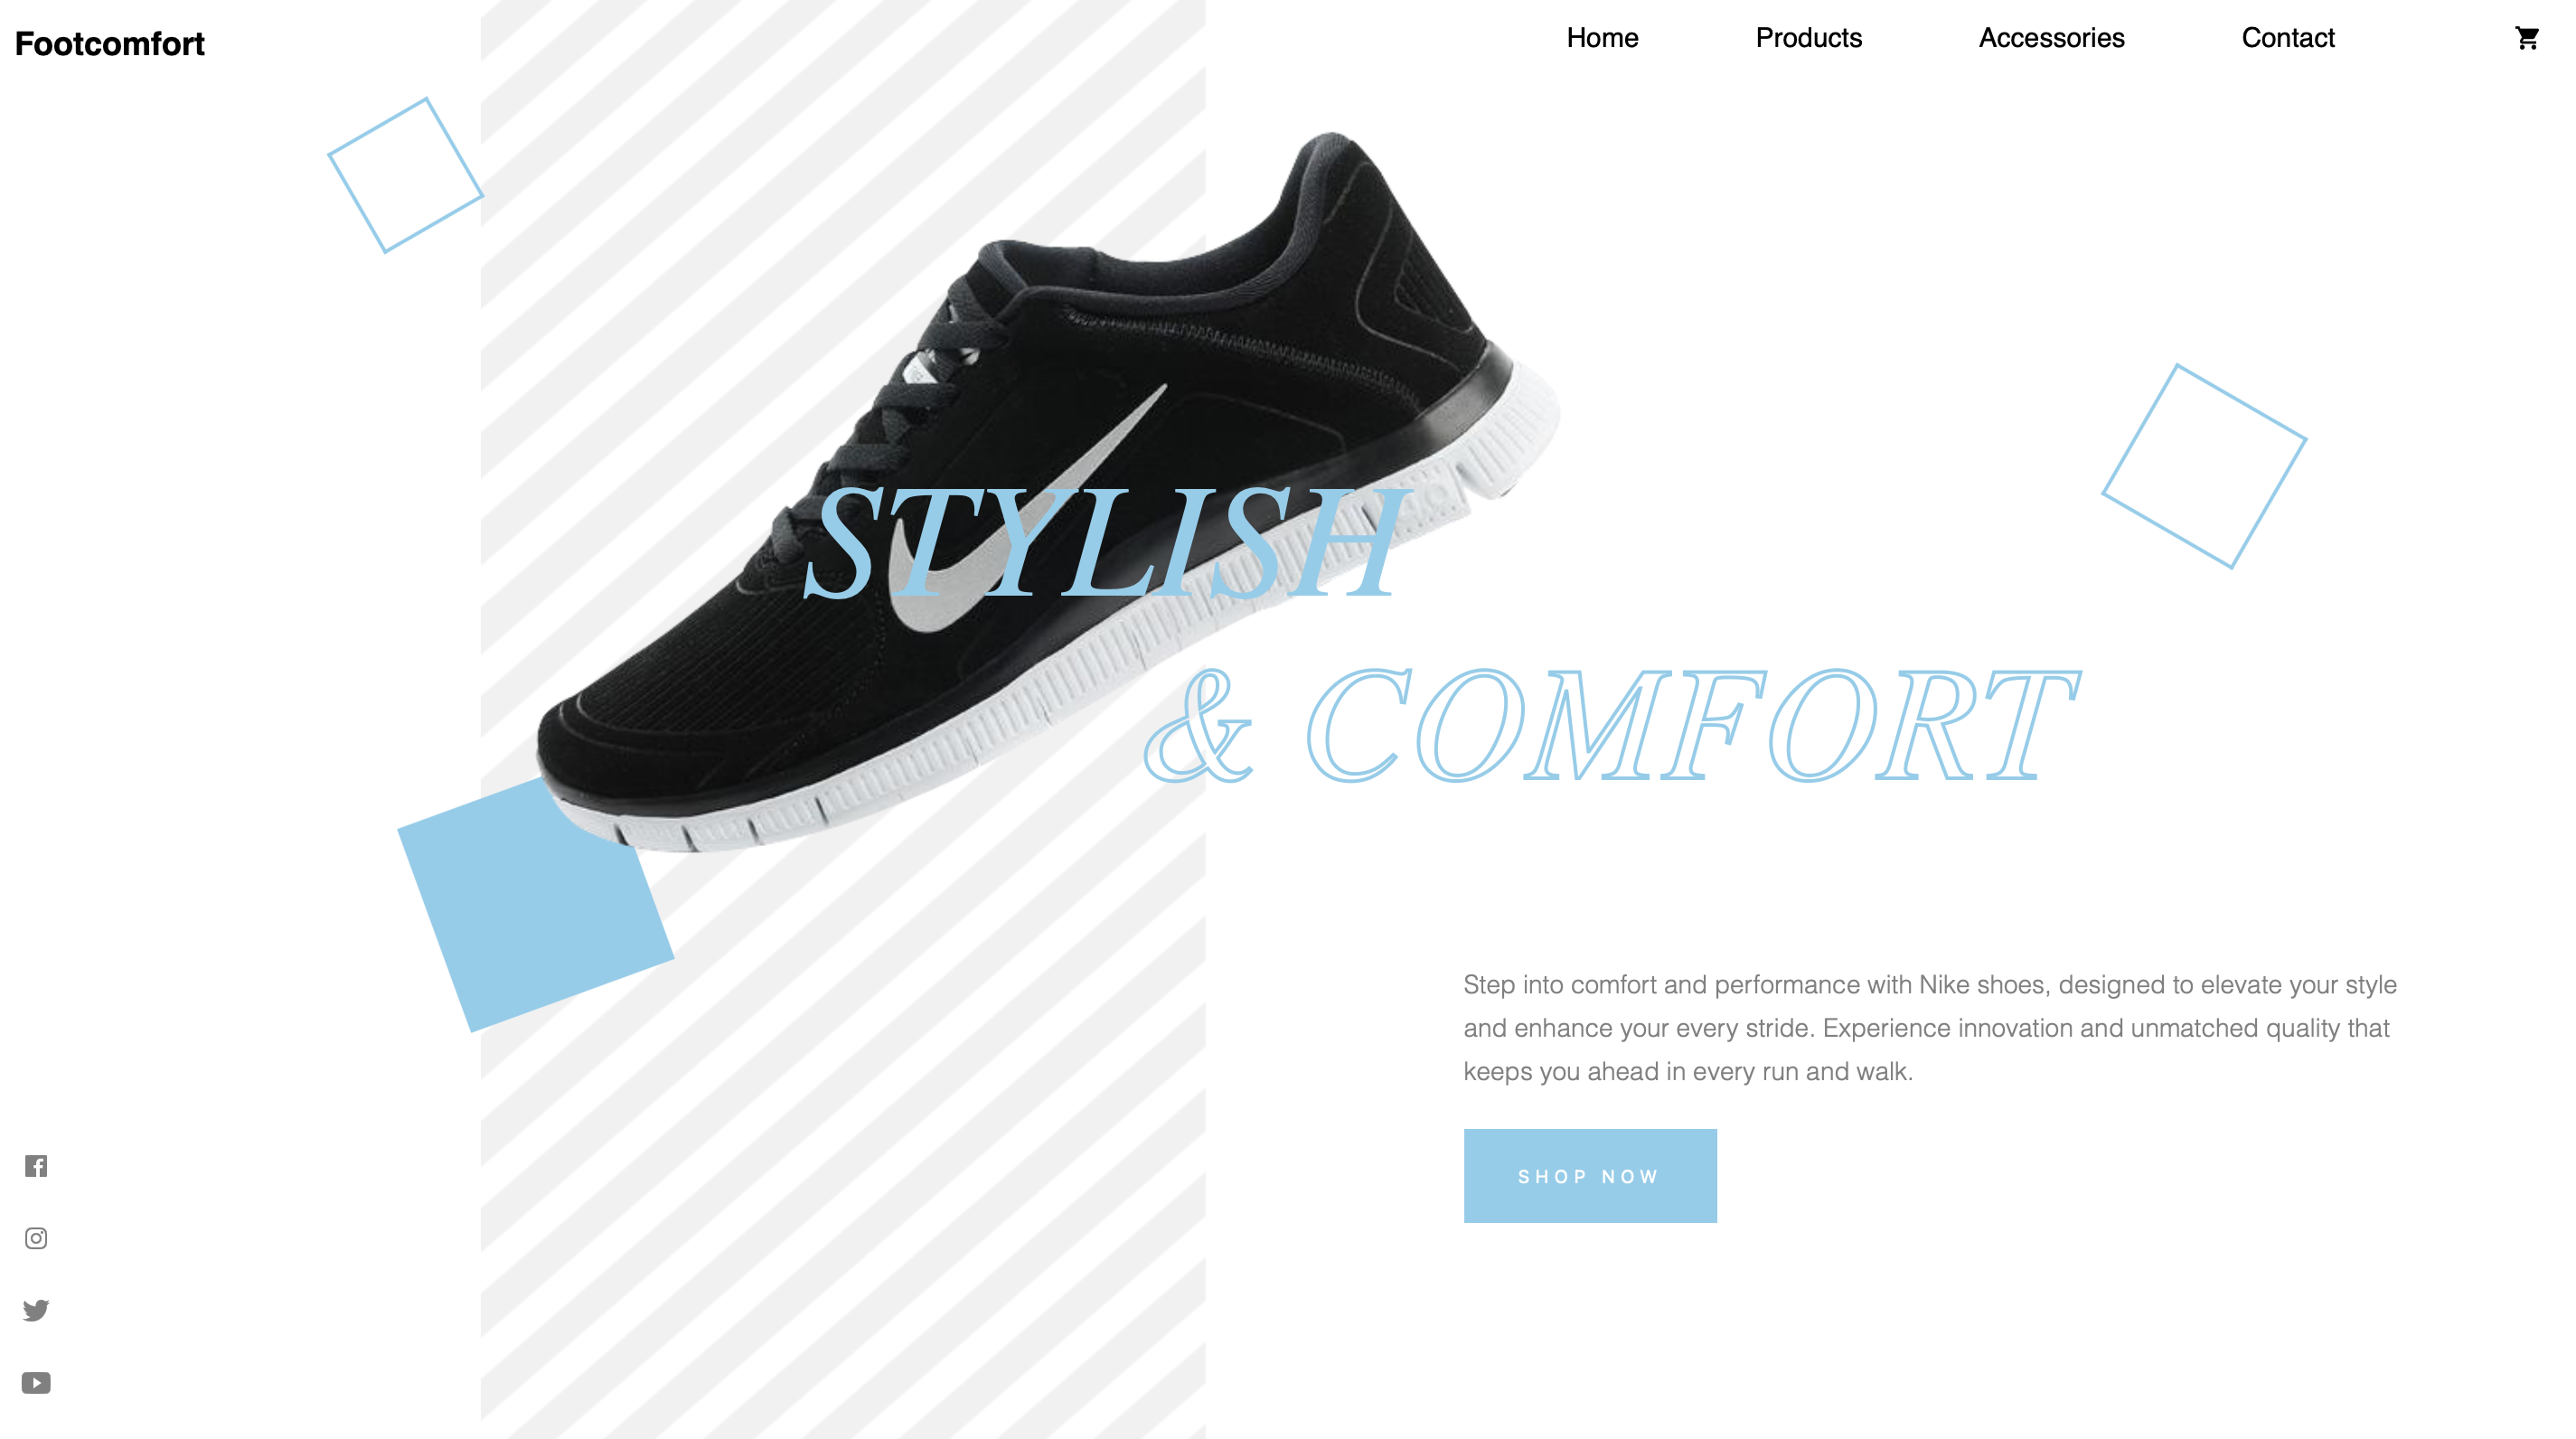 Footcomfort
Home
Products
Accessories
Contact
STYLISH
& COMFORT
Step into comfort and performance with Nike shoes, designed to elevate your style
and enhance your every stride. Experience innovation and unmatched quality that
keeps you ahead in every run and walk.
SHOP NOW